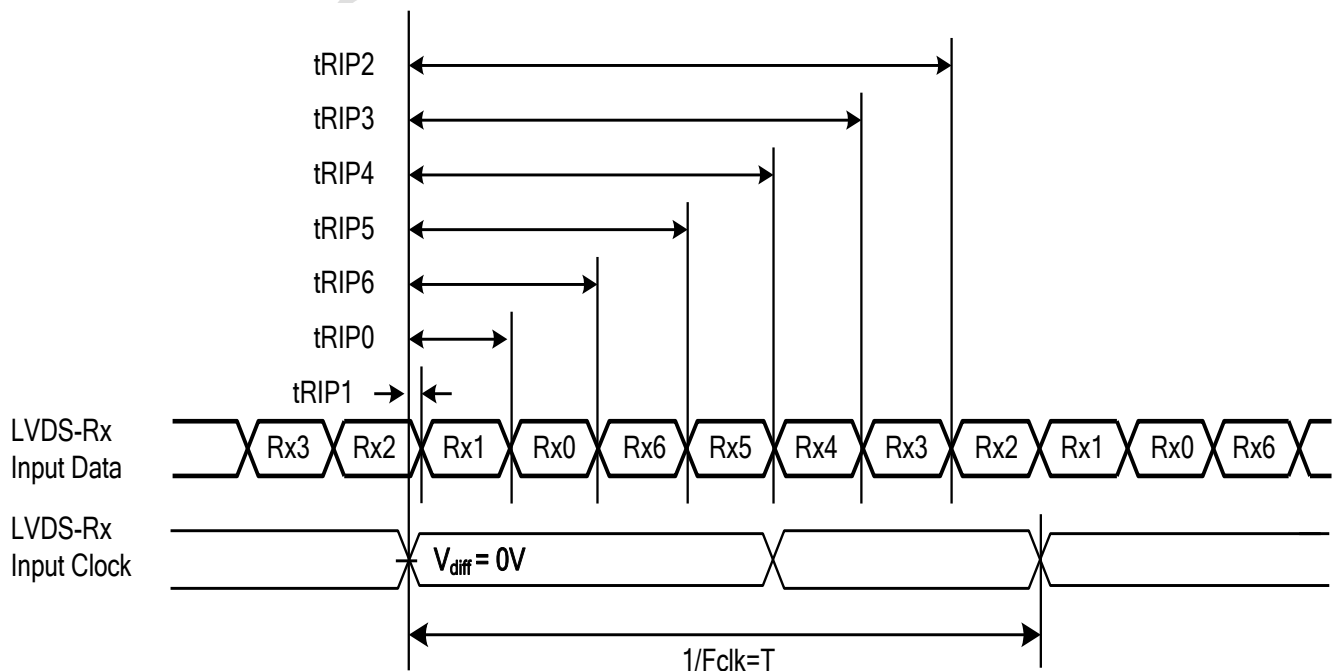 tRIP2
tRIP3
tRIP4
tRIP5
tRIP6
tRIP0
tRIP1
LVDS-Rx
Input Data
Rx3 Rx2 Rx1 Rx0 Rx6 Rx5 Rx4 Rx3 Rx2 Rx1 Rx0 Rx6
LVDS-Rx
Input Clock
Vdiff = 0V
1/Fclk=T